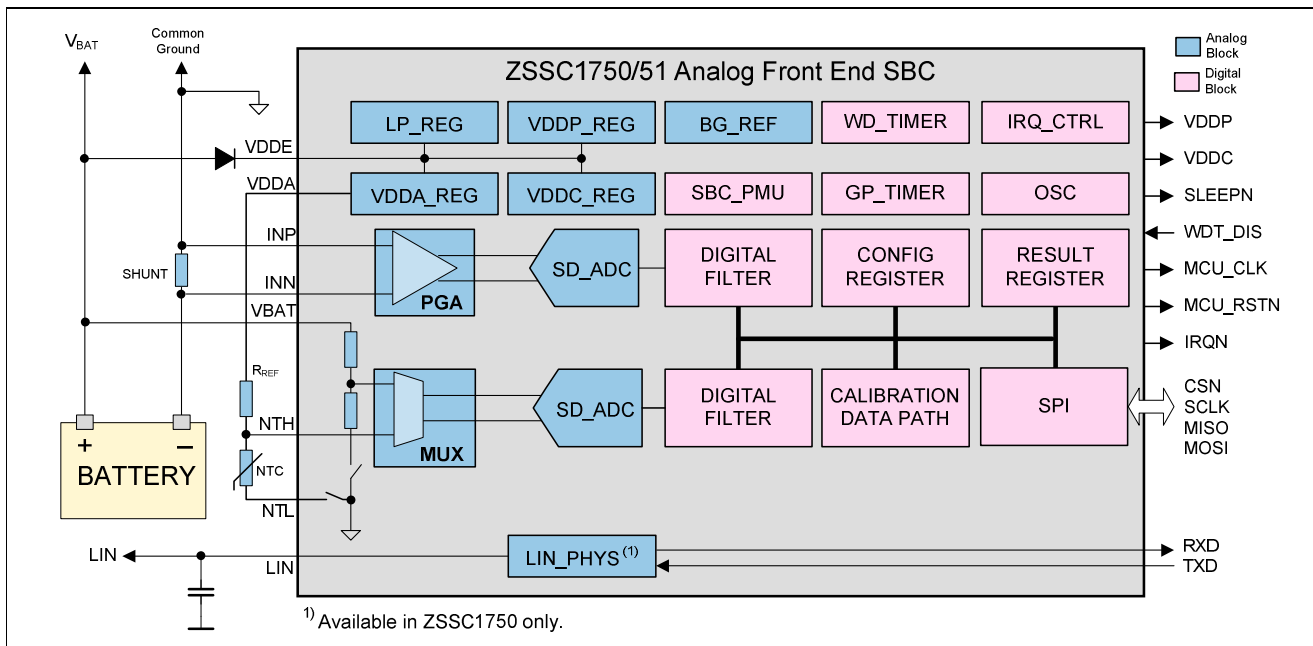 V_BAT
Common
Ground
Analog
Block
Digital
Block
ZSSC1750/51 Analog Front End SBC
LP_REG
VDDP_REG
BG_REF
WD_TIMER
IRQ_CTRL
VDDP
VDDE
VDDC
VDDA
VDDA_REG
VDDC_REG
SBC_PMU
GP_TIMER
OSC
SLEEPN
INP
WDT_DIS
SHUNT
PGA
SD_ADC
DIGITAL
FILTER
CONFIG
REGISTER
RESULT
REGISTER
MCU_CLK
INN
MCU_RSTN
VBAT
IRQN
R_REF
NTH
MUX
SD_ADC
DIGITAL
FILTER
CALIBRATION
DATA PATH
SPI
CSN
SCLK
MISO
MOSI
+
−
BATTERY
NTC
NTL
LIN
LIN
LIN_PHYS(1)
RXD
TXD
1) Available in ZSSC1750 only.